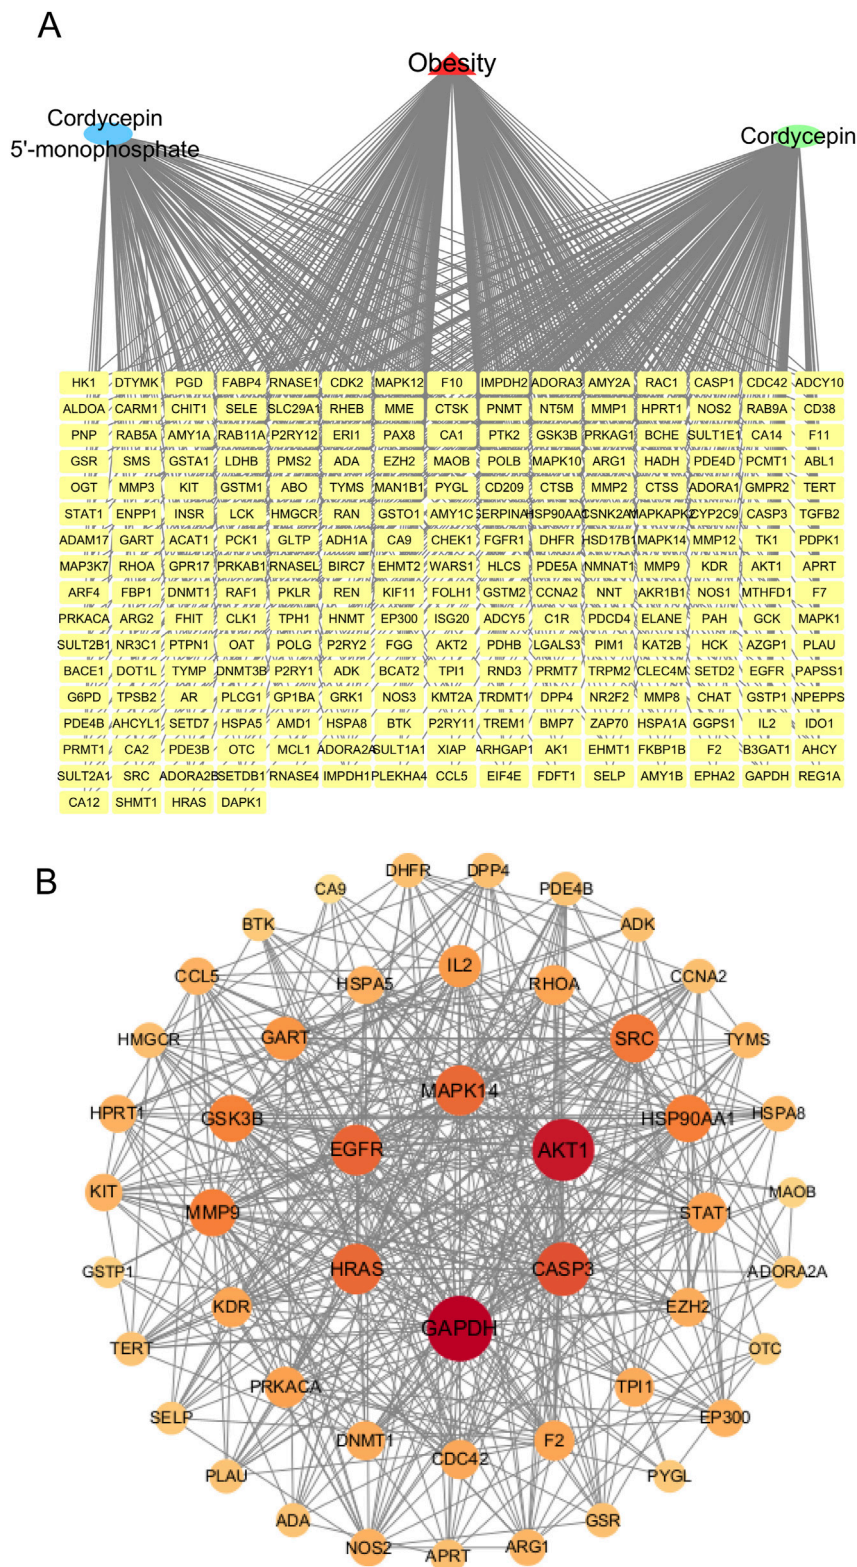 A
Obesity
Cordycepin
5'-monophosphate
Cordycepin
HK1 DTYMK PGD FABP4 RNASE1 CDK2 MAPK12 F10 IMPDH2 ADORA3 AMY2A RAC1 CASP1 CDC42 ADCY10
ALDOA CARM1 CHIT1 SELE SLC29A1 RHEB MME CTSK PNMT NT5M MMP1 HPRT1 NOS2 RAB9A CD38
PNP RAB5A AMY1A RAB11A P2RY12 ERI1 PAX8 CA1 PTK2 GSK3B PRKAG1 BCHE SULT1E1 CA14 F11
GSR SMS GSTA1 LDHB PMS2 ADA EZH2 MAOB POLB MAPK10 ARG1 HADH PDE4D PCMT1 ABL1
OGT MMP3 KIT GSTM1 ABO TYMS MAN1B1 PYGL CD209 CTSB MMP2 CTSS ADORA1 GMPR2 TERT
STAT1 ENPP1 INSR LCK HMGCR RAN GSTO1 AMY1C SERPINA HSP90AA1 CSNK2A MAPKAPK2 CYP2C9 CASP3 TGFB2
ADAM17 GART ACAT1 PCK1 GLTP ADH1A CA9 CHEK1 FGFR1 DHFR HSD17B1 MAPK14 MMP12 TK1 PDPK1
MAP3K7 RHOA GPR17 PRKAB1 RNASEL BIRC7 EHMT2 WARS1 HLCS PDE5A NMNAT1 MMP9 KDR AKT1 APRT
ARF4 FBP1 DNMT1 RAF1 PKLR REN KIF11 FOLH1 GSTM2 CCNA2 NNT AKR1B1 NOS1 MTHFD1 F7
PRKACA ARG2 FHIT CLK1 TPH1 HNMT EP300 ISG20 ADCY5 C1R PDCD4 ELANE PAH GCK MAPK1
SULT2B1 NR3C1 PTPN1 OAT POLG P2RY2 FGG AKT2 PDHB LGALS3 PIM1 KAT2B HCK AZGP1 PLAU
BACE1 DOT1L TYMP DNMT3B P2RY1 ADK BCAT2 TPI1 RND3 PRMT7 TRPM2 CLEC4M SETD2 EGFR PAPSS1
G6PD TPSB2 AR PLCG1 GP1BA GRK1 NOS3 KMT2A TRDMT1 DPP4 NR2F2 MMP8 CHAT GSTP1 NPEPPS
PDE4B AHCYL1 SETD7 HSPA5 AMD1 HSPA8 BTK P2RY11 TREM1 BMP7 ZAP70 HSPA1A GGPS1 IL2 IDO1
PRMT1 CA2 PDE3B OTC MCL1 ADORA2A SULT1A1 XIAP ARHGAP1 AK1 EHMT1 FKBP1B F2 B3GAT1 AHCY
SULT2A1 SRC ADORA2B SETDB1 RNASE4 IMPDH1 PLEKHA4 CCL5 EIF4E FDFT1 SELP AMY1B EPHA2 GAPDH REG1A
CA12 SHMT1 HRAS DAPK1
B
DHFR DPP4
CA9 PDE4B
BTK ADK
CCL5 HSPA5 IL2 RHOA CCNA2
HMGCR GART SRC TYMS
MAPK14
HPRT1 GSK3B HSP90AA1 HSPA8
EGFR AKT1
KIT MAOB
MMP9 STAT1
GSTP1 HRAS CASP3 ADORA2A
KDR EZH2
GAPDH
TERT OTC
PRKACA TPI1
SELP EP300
DNMT1 CDC42 F2
PLAU PYGL
ADA GSR
NOS2 APRT ARG1